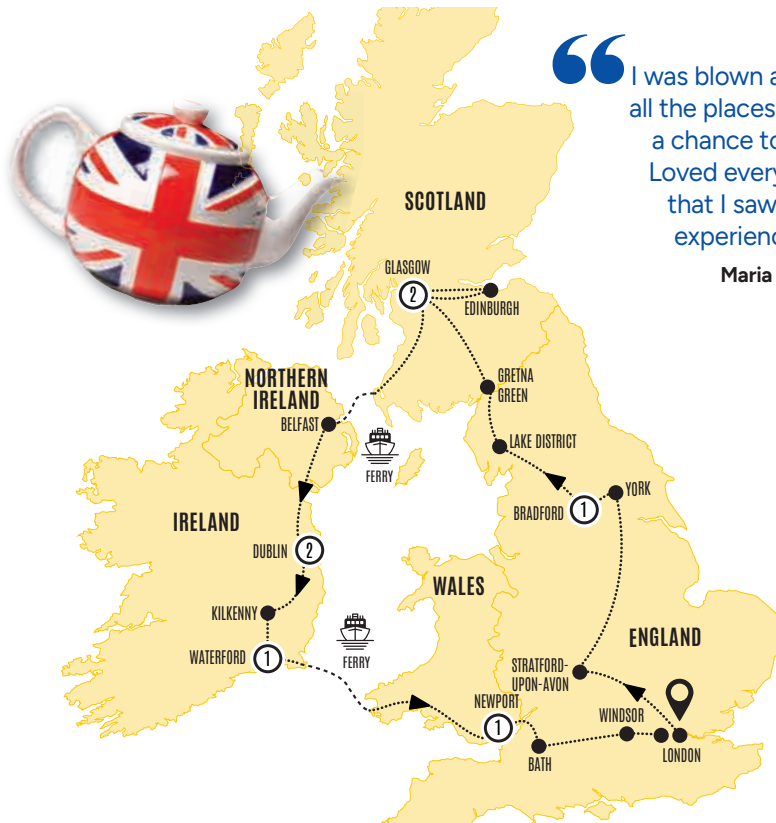 “
I was blown a
all the places
a chance to
Loved every
that I saw
experienc
Maria
SCOTLAND
GLASGOW
2
EDINBURGH
GRETNA
GREEN
NORTHERN
IRELAND
BELFAST
FERRY
LAKE DISTRICT
YORK
BRADFORD
1
IRELAND
DUBLIN
2
WALES
KILKENNY
WATERFORD
1
FERRY
ENGLAND
STRATFORD-
UPON-AVON
NEWPORT
1
WINDSOR
LONDON
BATH